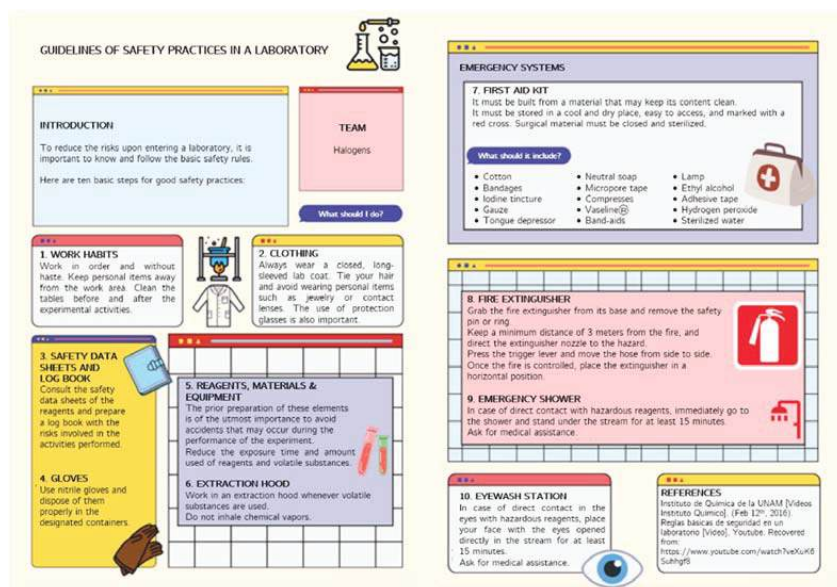 GUIDELINES OF SAFETY PRACTICES IN A LABORATORY
INTRODUCTION
To reduce the risks upon entering a laboratory, it is
important to know and follow the basic safety rules.
Here are ten basic steps for good safety practices:
TEAM
Halogens
What should I do?
1. WORK HABITS
Work in order and without
haste. Keep personal items away
from the work area. Clean the
tables before and after the
experimental activities.
2. CLOTHING
Always wear a closed, long-
sleeved lab coat. Tie your hair
and avoid wearing personal items
such as jewelry or contact
lenses. The use of protection
glasses is also important.
3. SAFETY DATA
SHEETS AND
LOG BOOK
Consult the safety
data sheets of the
reagents and prepare
a log book with the
risks involved in the
activities performed.
4. GLOVES
Use nitrile gloves and
dispose of them
properly in the
designated containers.
5. REAGENTS, MATERIALS &
EQUIPMENT
The prior preparation of these elements
is of the utmost importance to avoid
accidents that may occur during the
performance of the experiment.
Reduce the exposure time and amount
used of reagents and volatile substances.
6. EXTRACTION HOOD
Work in an extraction hood whenever volatile
substances are used.
Do not inhale chemical vapors.
EMERGENCY SYSTEMS
7. FIRST AID KIT
It must be built from a material that may keep its content clean.
It must be stored in a cool and dry place, easy to access, and marked with a
red cross. Surgical material must be closed and sterilized.
What should it include?
• Cotton
• Bandages
• Iodine tincture
• Gauze
• Tongue depressor
• Neutral soap
• Micropore tape
• Compresses
• Vaseline®
• Band-aids
• Lamp
• Ethyl alcohol
• Adhesive tape
• Hydrogen peroxide
• Sterilized water
8. FIRE EXTINGUISHER
Grab the fire extinguisher from its base and remove the safety
pin or ring.
Keep a minimum distance of 3 meters from the fire, and
direct the extinguisher nozzle to the hazard.
Press the trigger lever and move the hose from side to side.
Once the fire is controlled, place the extinguisher in a
horizontal position.
9. EMERGENCY SHOWER
In case of direct contact with hazardous reagents, immediately go to
the shower and stand under the stream for at least 15 minutes.
Ask for medical assistance.
10. EYEWASH STATION
In case of direct contact in the
eyes with hazardous reagents, place
your face with the eyes opened
directly in the stream for at least
15 minutes.
Ask for medical assistance.
REFERENCES
Instituto de Química de la UNAM [Videos
Instituto Químico]. (Feb 12th, 2016).
Reglas básicas de seguridad en un
laboratorio [Video]. Youtube. Recovered
from:
https://www.youtube.com/watch?